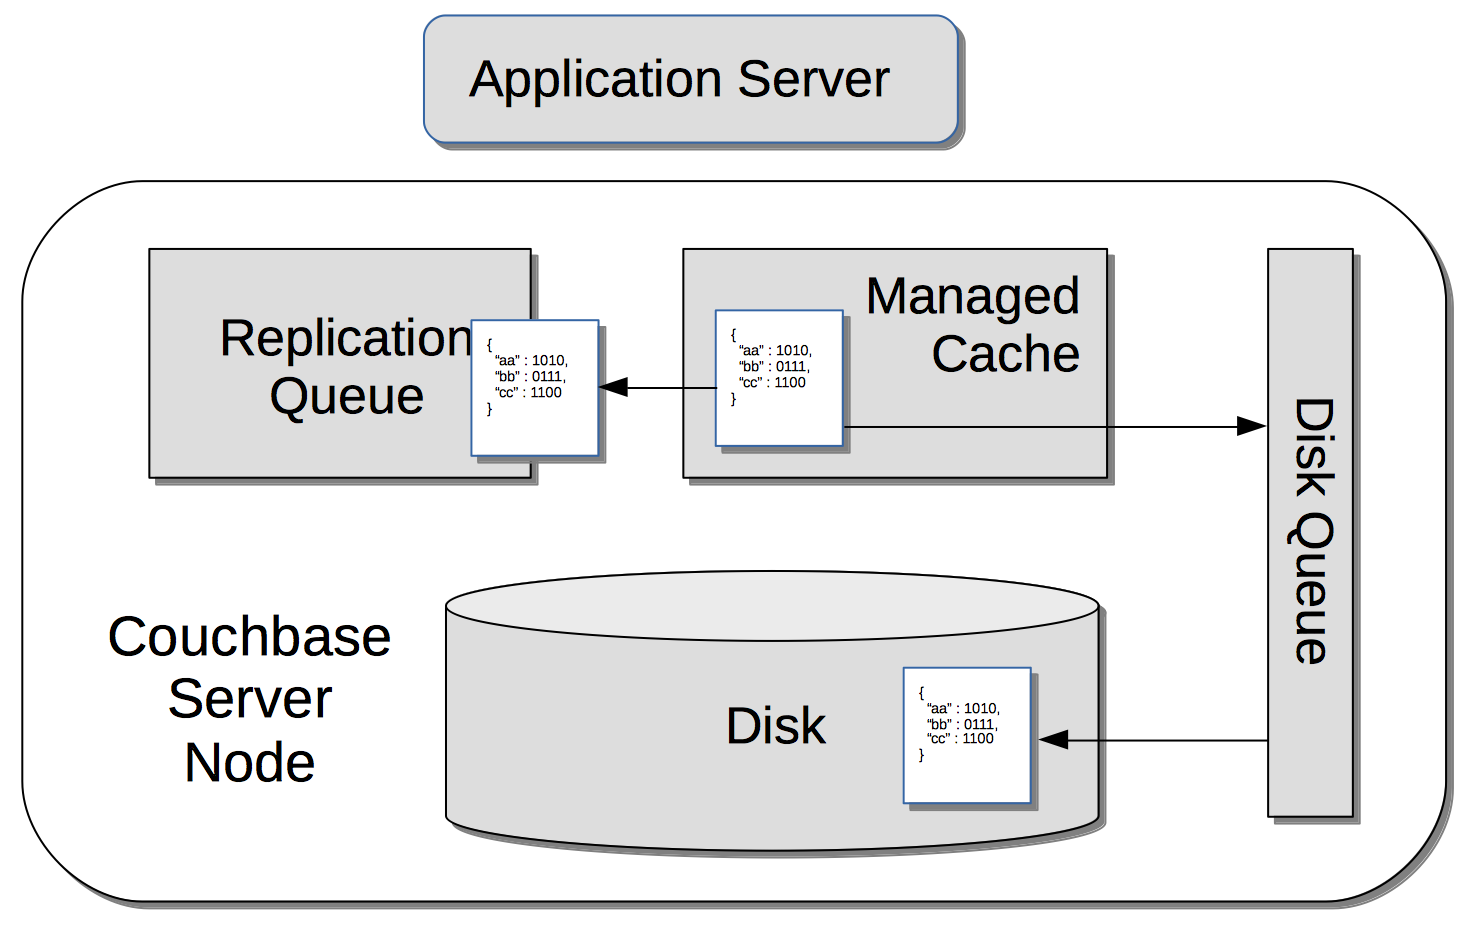 Application Server
Replication
Queue
{
“aa” : 1010,
“bb” : 0111,
“cc” : 1100
}
{
“aa” : 1010,
“bb” : 0111,
“cc” : 1100
}
Managed
Cache
Disk Queue
Couchbase
Server
Node
Disk
{
“aa” : 1010,
“bb” : 0111,
“cc” : 1100
}